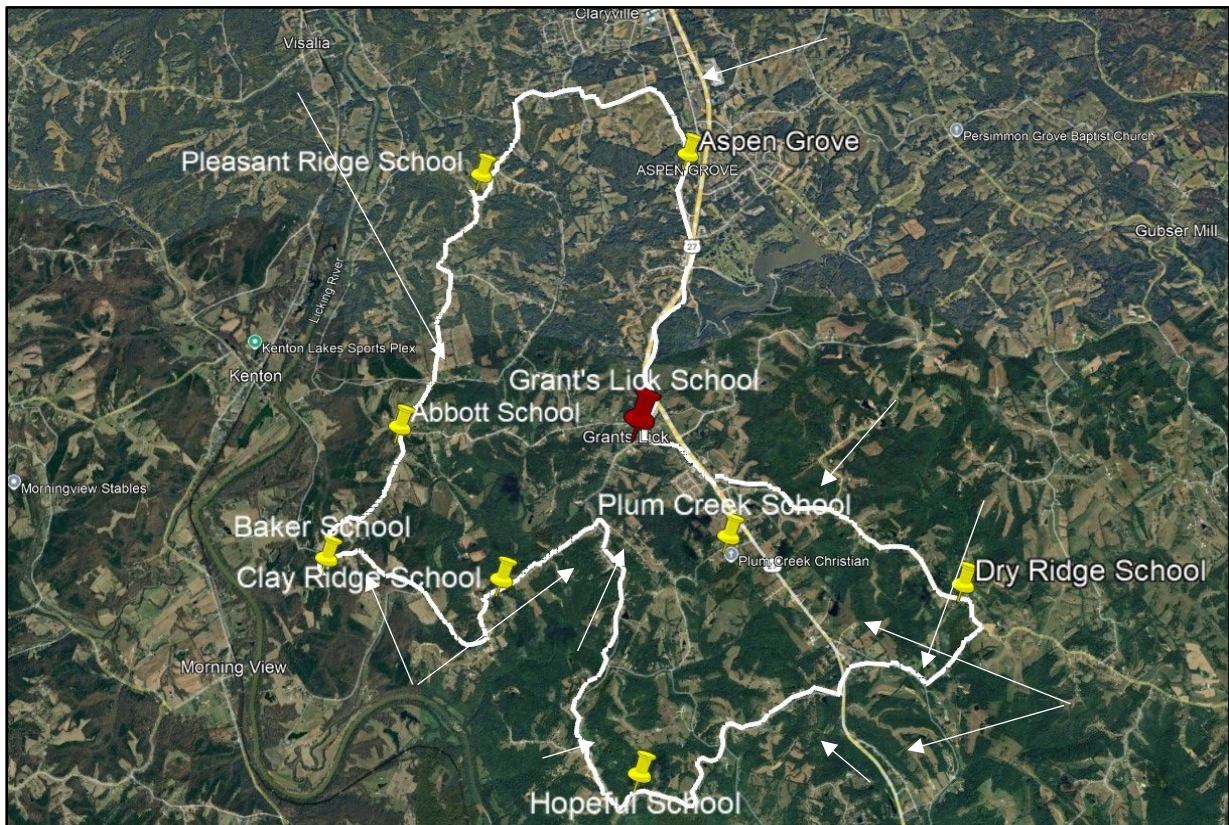 Claryville
Visalia
Aspen Grove
Persimmon Grove Baptist Church
Pleasant Ridge School
ASPEN GROVE
Gubser Mill
27
Licking River
Kenton Lakes Sports Plex
Kenton
Grant's Lick School
Abbott School
Grants Lick
Morningview Stables
Plum Creek School
Baker School
Plum Creek Christian
Clay Ridge School
Dry Ridge School
Morning View
Hopeful School